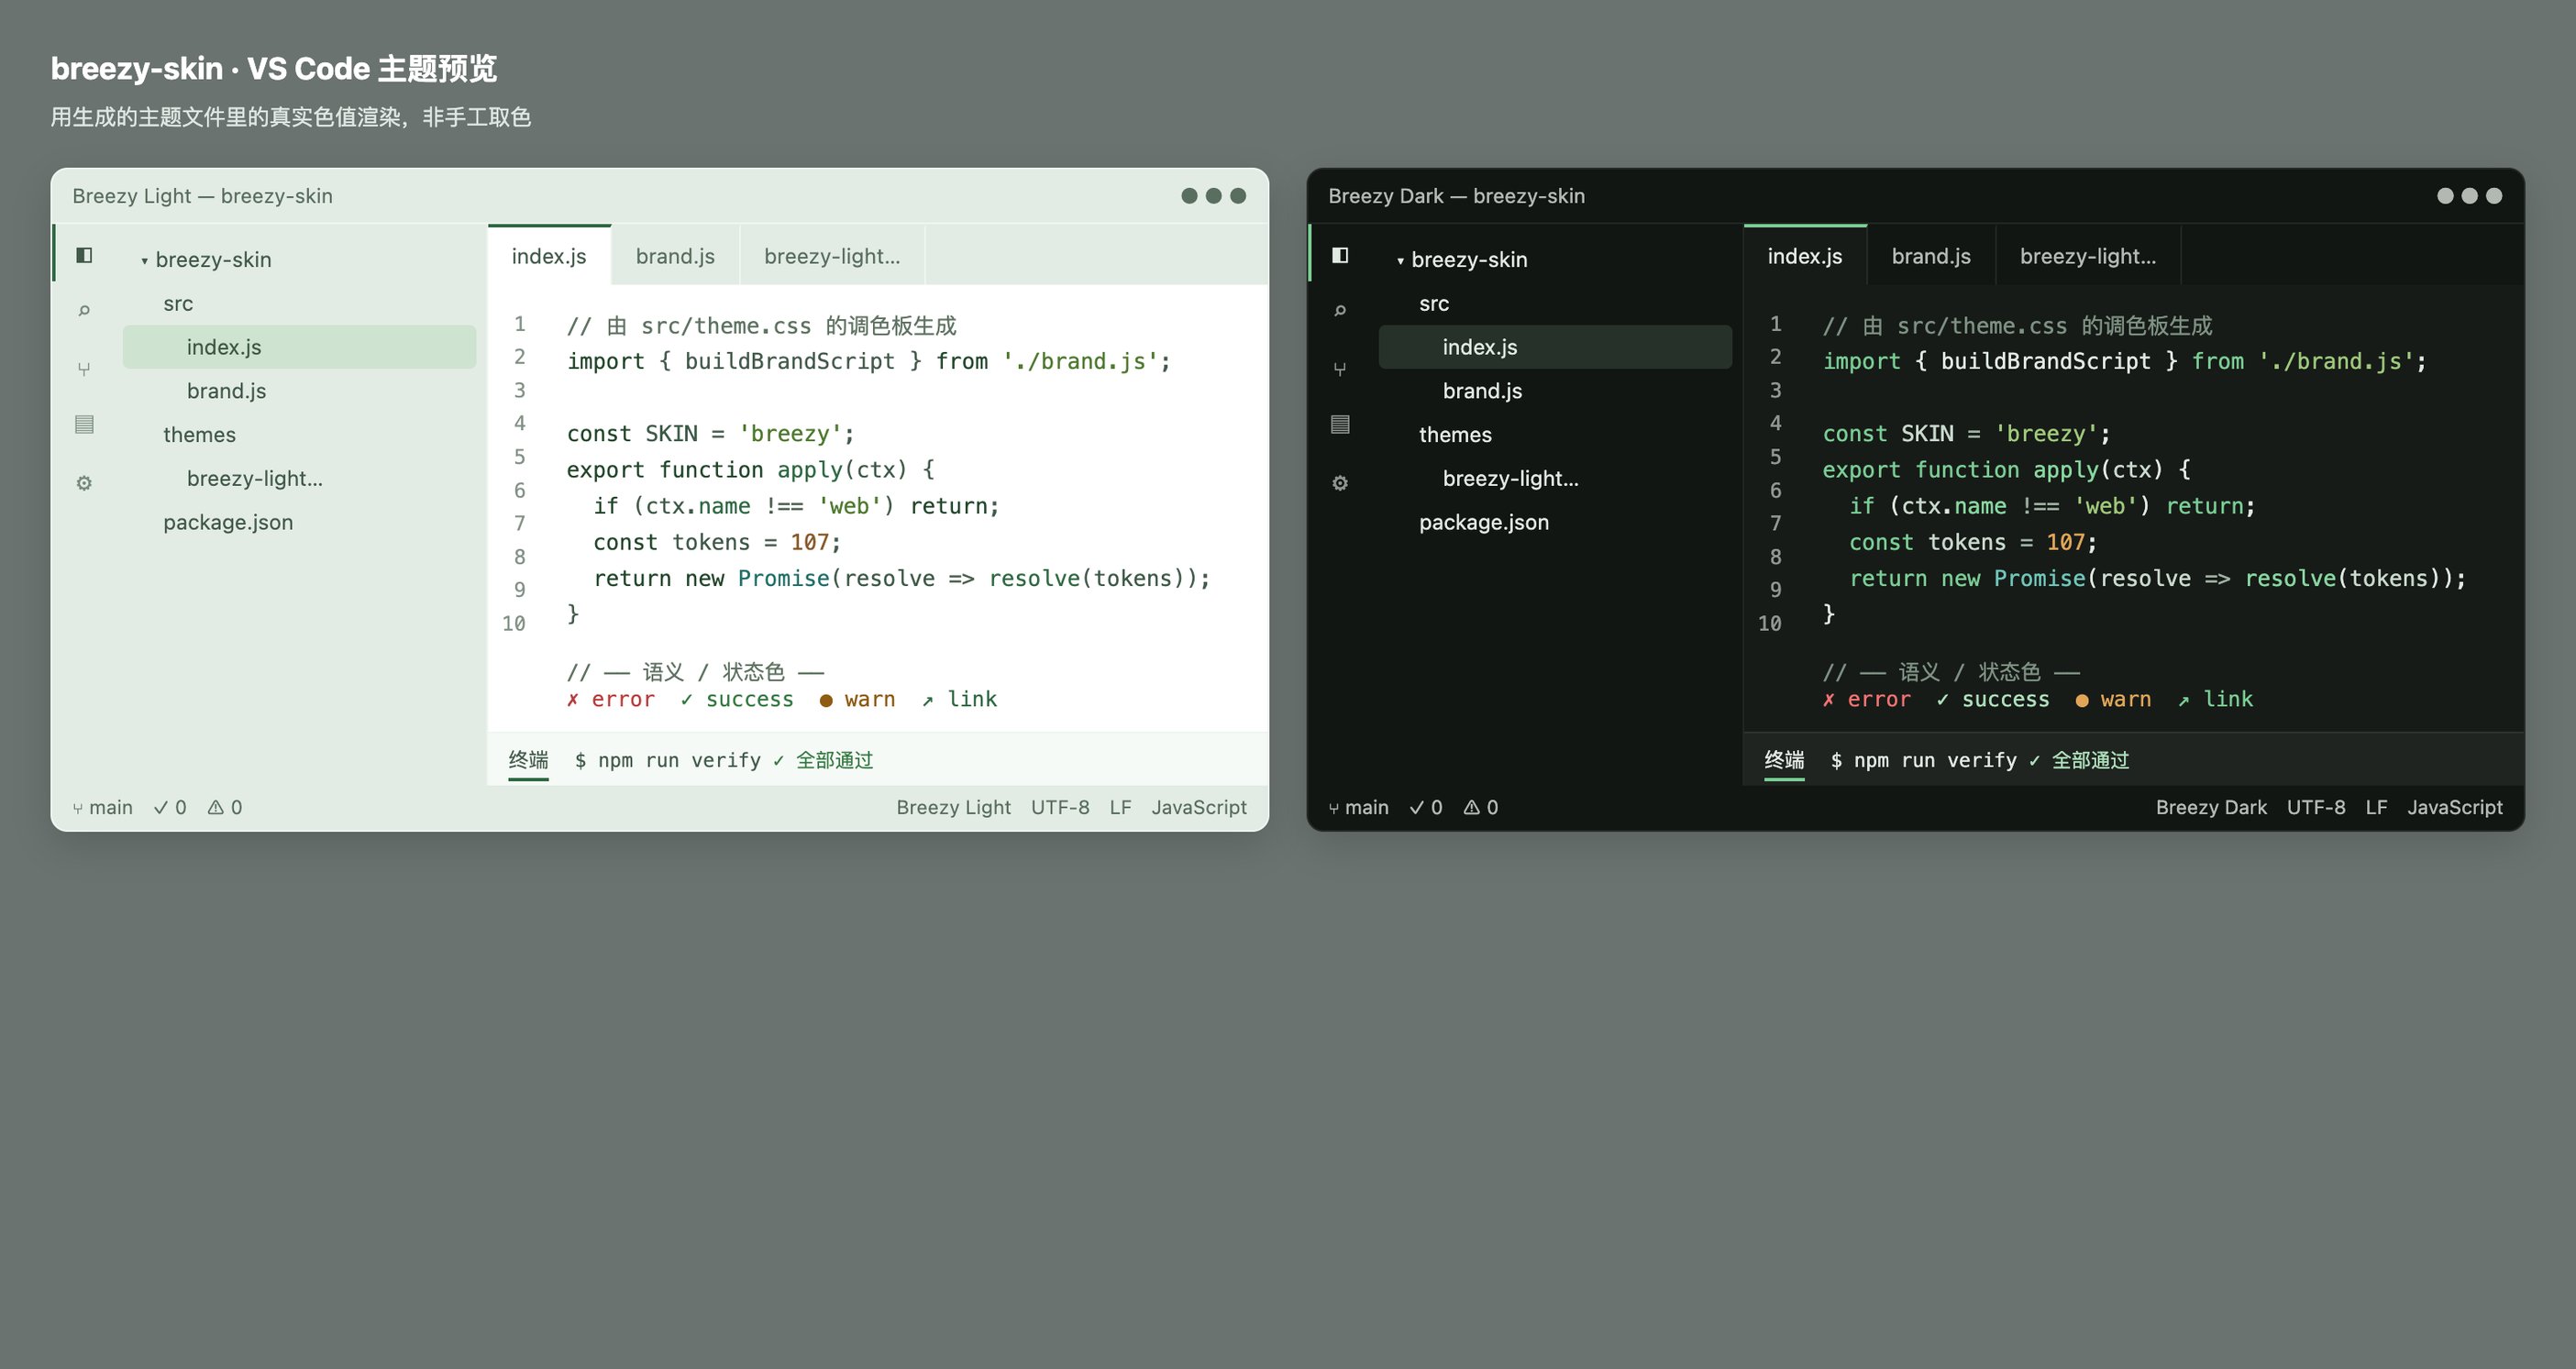 breezy-skin · VS Code 主题预览
用生成的主题文件里的真实色值渲染，非手工取色
Breezy Light — breezy-skin
▾ breezy-skin
src
index.js
brand.js
themes
breezy-light…
package.json
index.js brand.js breezy-light…
1 // 由 src/theme.css 的调色板生成
2 import { buildBrandScript } from './brand.js';
3
4 const SKIN = 'breezy';
5 export function apply(ctx) {
6 if (ctx.name !== 'web') return;
7 const tokens = 107;
8 return new Promise(resolve => resolve(tokens));
9 }
10
// —— 语义 / 状态色 ——
✗ error ✓ success ● warn ↗ link
终端 $ npm run verify ✓ 全部通过
⑂ main ✓ 0 ⚠ 0 Breezy Light UTF-8 LF JavaScript
Breezy Dark — breezy-skin
▾ breezy-skin
src
index.js
brand.js
themes
breezy-light…
package.json
index.js brand.js breezy-light…
1 // 由 src/theme.css 的调色板生成
2 import { buildBrandScript } from './brand.js';
3
4 const SKIN = 'breezy';
5 export function apply(ctx) {
6 if (ctx.name !== 'web') return;
7 const tokens = 107;
8 return new Promise(resolve => resolve(tokens));
9 }
10
// —— 语义 / 状态色 ——
✗ error ✓ success ● warn ↗ link
终端 $ npm run verify ✓ 全部通过
⑂ main ✓ 0 ⚠ 0 Breezy Dark UTF-8 LF JavaScript